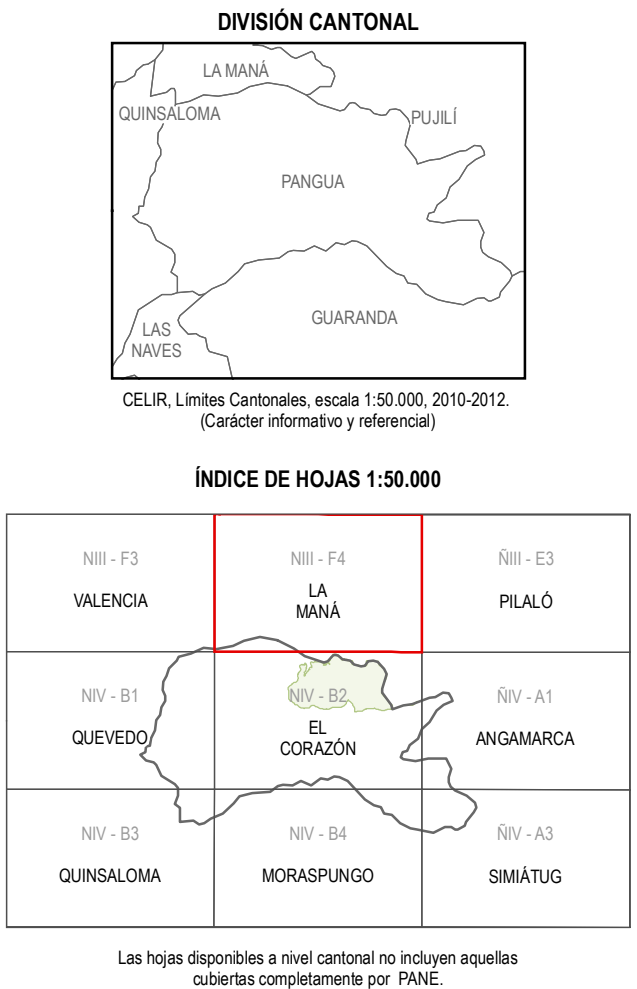 DIVISIÓN CANTONAL
LA MANÁ
QUINSALOMA
PUJILÍ
PANGUA
GUARANDA
LAS
NAVES
CELIR, Límites Cantonales, escala 1:50.000, 2010-2012.
(Carácter informativo y referencial)
ÍNDICE DE HOJAS 1:50.000
NIII - F3
VALENCIA
NIII - F4
LA
MANÁ
ÑIII - E3
PILALÓ
NIV - B1
QUEVEDO
NIV - B2
EL
CORAZÓN
ÑIV - A1
ANGAMARCA
NIV - B3
QUINSALOMA
NIV - B4
MORASPUNGO
ÑIV - A3
SIMIÁTUG
Las hojas disponibles a nivel cantonal no incluyen aquellas
cubiertas completamente por PANE.